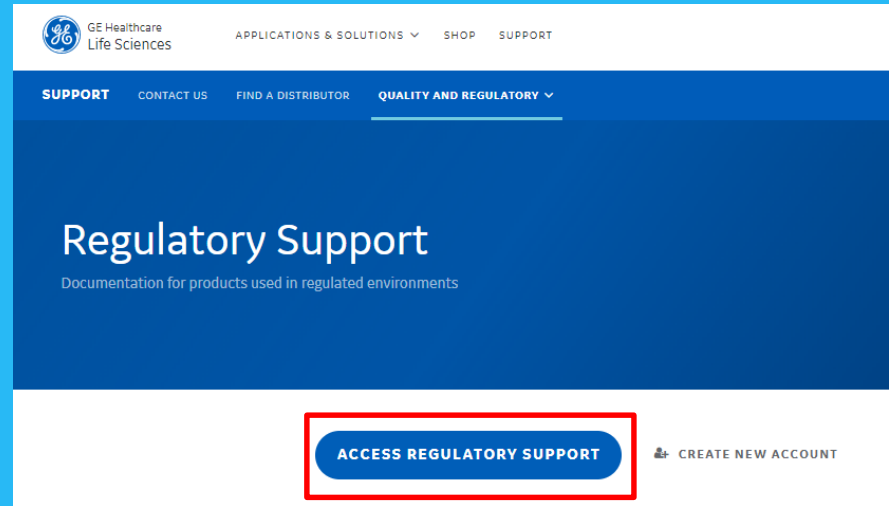 GE Healthcare
Life Sciences
APPLICATIONS & SOLUTIONS SHOP SUPPORT
SUPPORT CONTACT US FIND A DISTRIBUTOR QUALITY AND REGULATORY
Regulatory Support
Documentation for products used in regulated environments
ACCESS REGULATORY SUPPORT CREATE NEW ACCOUNT